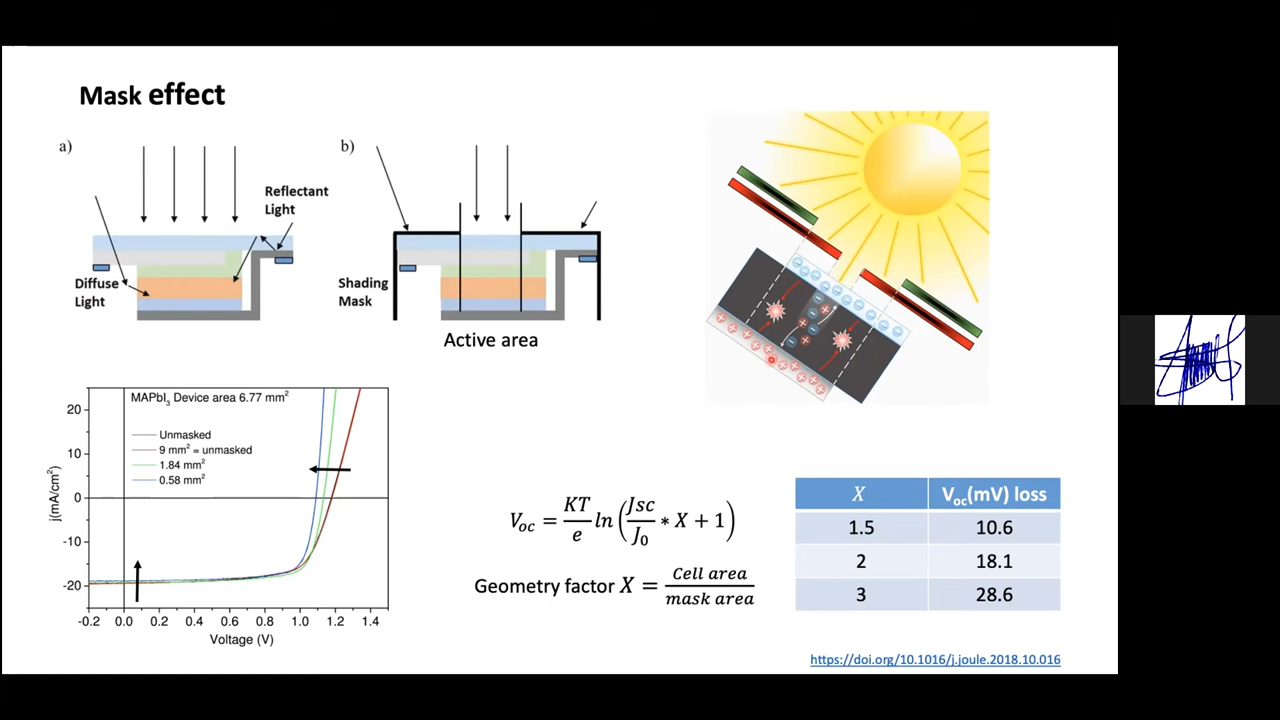 Mask effect
a)
Reflectant
Light
Diffuse
Light
b)
Shading
Mask
Active area
MAPbI₃ Device area 6.77 mm²
Unmasked
9 mm² = unmasked
1.84 mm²
0.58 mm²
j(mA/cm²)
20
10
0
-10
-20
-0.2 0.0 0.2 0.4 0.6 0.8 1.0 1.2 1.4
Voltage (V)
V_OC = KT/e ln (Jsc/J₀ * X + 1)
Geometry factor X = Cell area/mask area
X V_oc(mV) loss
1.5 10.6
2 18.1
3 28.6
https://doi.org/10.1016/j.joule.2018.10.016